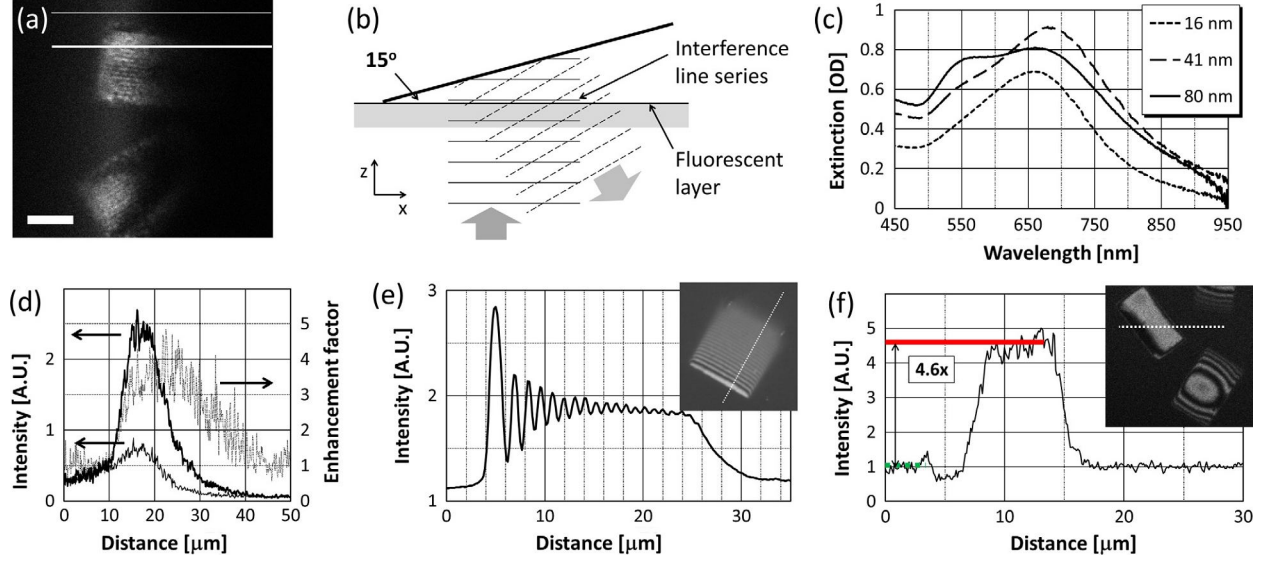 (a)
(b)
15º
Interference
line series
Fluorescent
layer
z
x
(c)
Extinction [OD]
1
0.8
0.6
0.4
0.2
0
450
550
650
750
850
950
Wavelength [nm]
16 nm
41 nm
80 nm
(d)
Intensity [A.U.]
2
1
0
0
10
20
30
40
50
Distance [μm]
5
4
3
2
1
0
Enhancement factor
(e)
Intensity [A.U.]
3
2
1
0
10
20
30
Distance [μm]
(f)
Intensity [A.U.]
5
4
3
2
1
0
4.6x
0
10
20
30
Distance [μm]